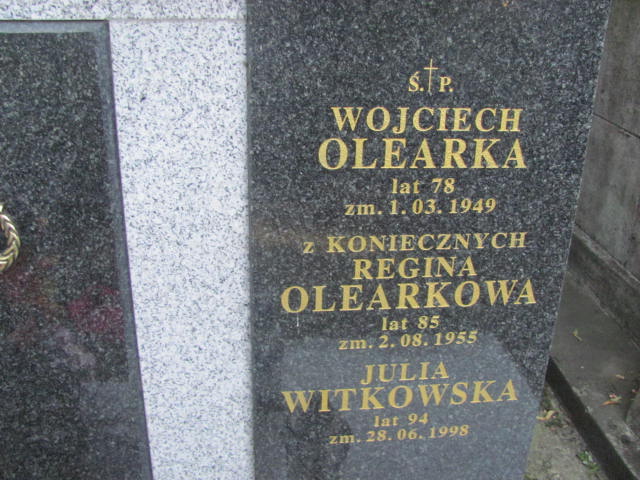 Ś.†P.
WOJCIECH
OLEARKA
lat 78
zm. 1. 03. 1949
z KONIECZNYCH
REGINA
OLEARKOWA
lat 85
zm. 2. 08. 1955
JULIA
WITKOWSKA
lat 94
zm. 28. 06. 1998